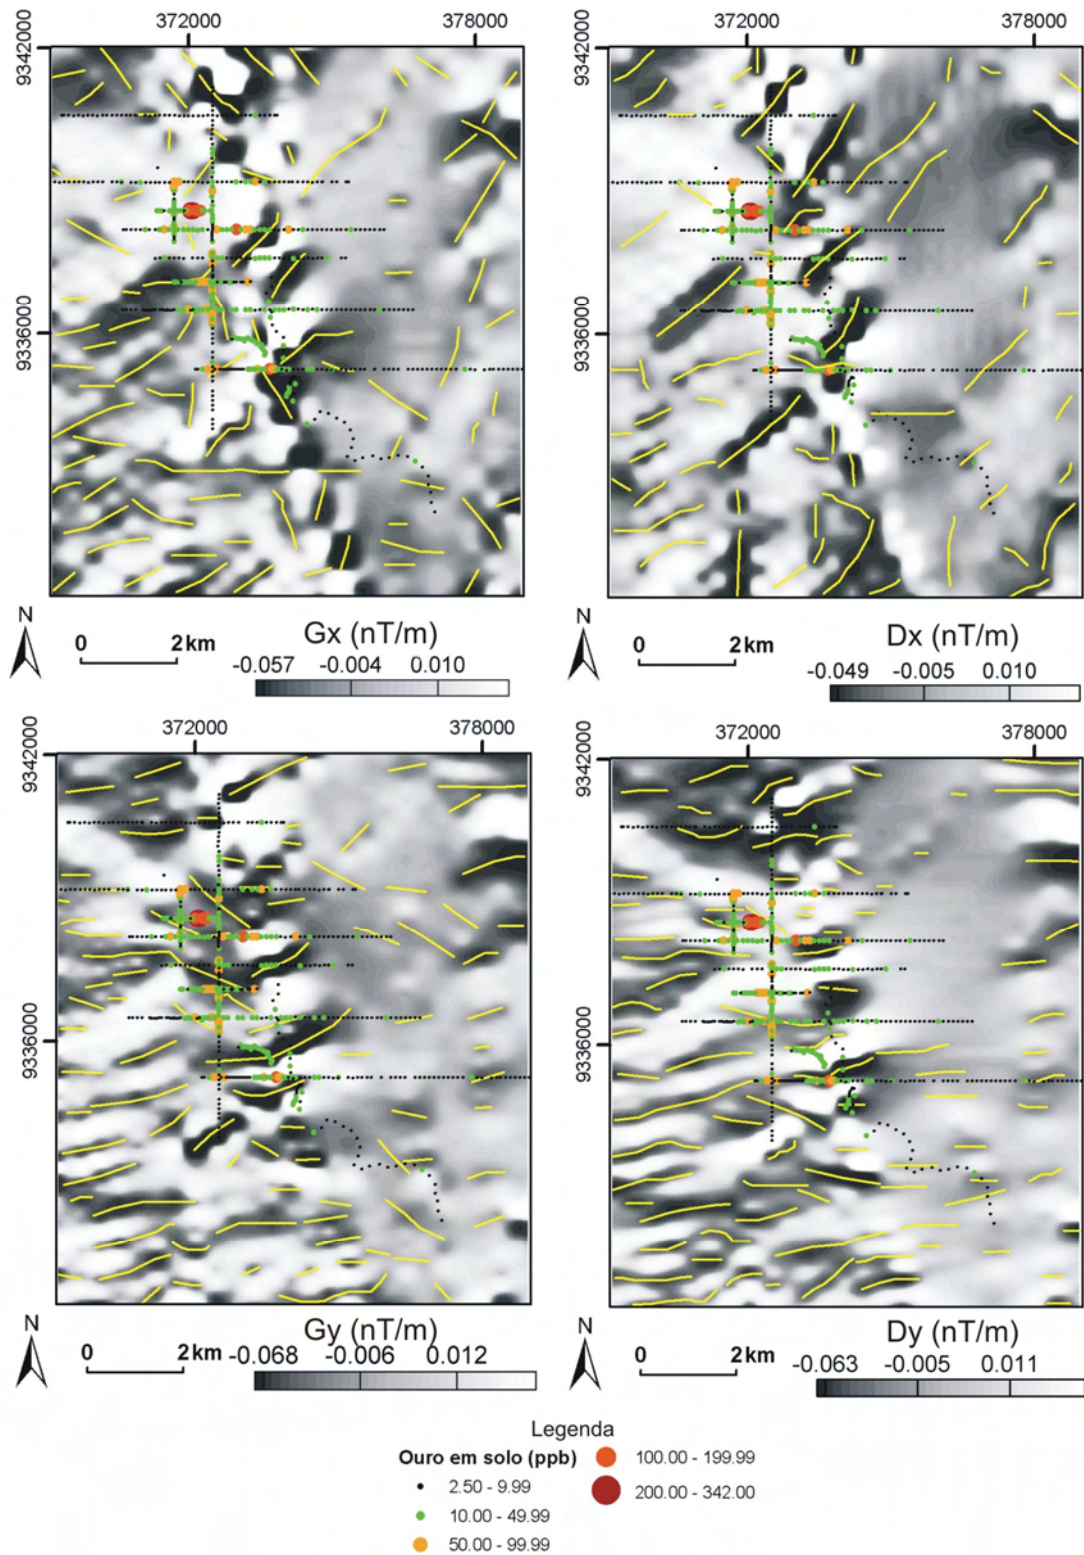 372000 378000
372000 378000
9342000
9342000
9336000
9336000
N
0 2km
Gx (nT/m)
-0.057 -0.004 0.010
N
0 2km
Dx (nT/m)
-0.049 -0.005 0.010
372000 378000
372000 378000
9342000
9342000
9336000
9336000
N
0 2km
Gy (nT/m)
-0.068 -0.006 0.012
N
0 2km
Dy (nT/m)
-0.063 -0.005 0.011
Legenda
Ouro em solo (ppb)
2.50 - 9.99
10.00 - 49.99
50.00 - 99.99
100.00 - 199.99
200.00 - 342.00